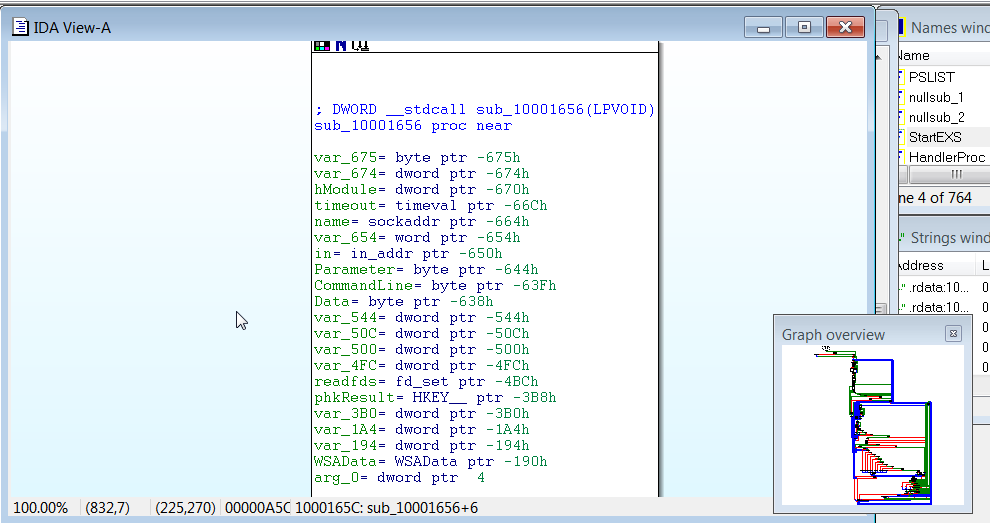 IDA View-A
; DWORD __stdcall sub_10001656(LPVOID)
sub_10001656 proc near
var_675= byte ptr -675h
var_674= dword ptr -674h
hModule= dword ptr -670h
timeout= timeval ptr -66Ch
name= sockaddr ptr -664h
var_654= word ptr -654h
in= in_addr ptr -650h
Parameter= byte ptr -644h
CommandLine= byte ptr -63Fh
Data= byte ptr -638h
var_544= dword ptr -544h
var_50C= dword ptr -50Ch
var_500= dword ptr -500h
var_4FC= dword ptr -4FCh
readfds= fd_set ptr -4BCh
phkResult= HKEY__ ptr -3B8h
var_3B0= dword ptr -3B0h
var_1A4= dword ptr -1A4h
var_194= dword ptr -194h
WSAData= WSAData ptr -190h
arg_0= dword ptr  4
100.00% (832,7) (225,270) 00000A5C 1000165C: sub_10001656+6
Names wind
Name
PSLIST
nullsub_1
nullsub_2
StartEXS
HandlerProc
ne 4 of 764
Strings wind
Address L
.rdata:10... 0
.rdata:10... 0
0
0
0
Graph overview